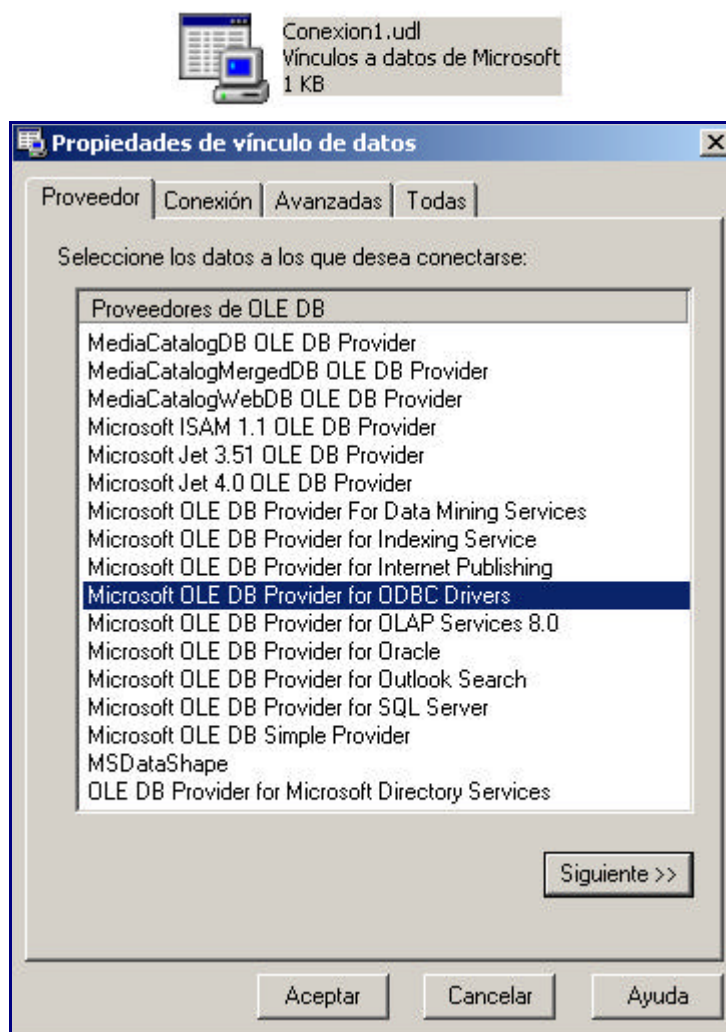 Conexion1.udl
Vínculos a datos de Microsoft
1 KB
Propiedades de vínculo de datos
Proveedor Conexión Avanzadas Todas
Seleccione los datos a los que desea conectarse:
Proveedores de OLE DB
MediaCatalogDB OLE DB Provider
MediaCatalogMergedDB OLE DB Provider
MediaCatalogWebDB OLE DB Provider
Microsoft ISAM 1.1 OLE DB Provider
Microsoft Jet 3.51 OLE DB Provider
Microsoft Jet 4.0 OLE DB Provider
Microsoft OLE DB Provider For Data Mining Services
Microsoft OLE DB Provider for Indexing Service
Microsoft OLE DB Provider for Internet Publishing
Microsoft OLE DB Provider for ODBC Drivers
Microsoft OLE DB Provider for OLAP Services 8.0
Microsoft OLE DB Provider for Oracle
Microsoft OLE DB Provider for Outlook Search
Microsoft OLE DB Provider for SQL Server
Microsoft OLE DB Simple Provider
MSDataShape
OLE DB Provider for Microsoft Directory Services
Siguiente >>
Aceptar Cancelar Ayuda